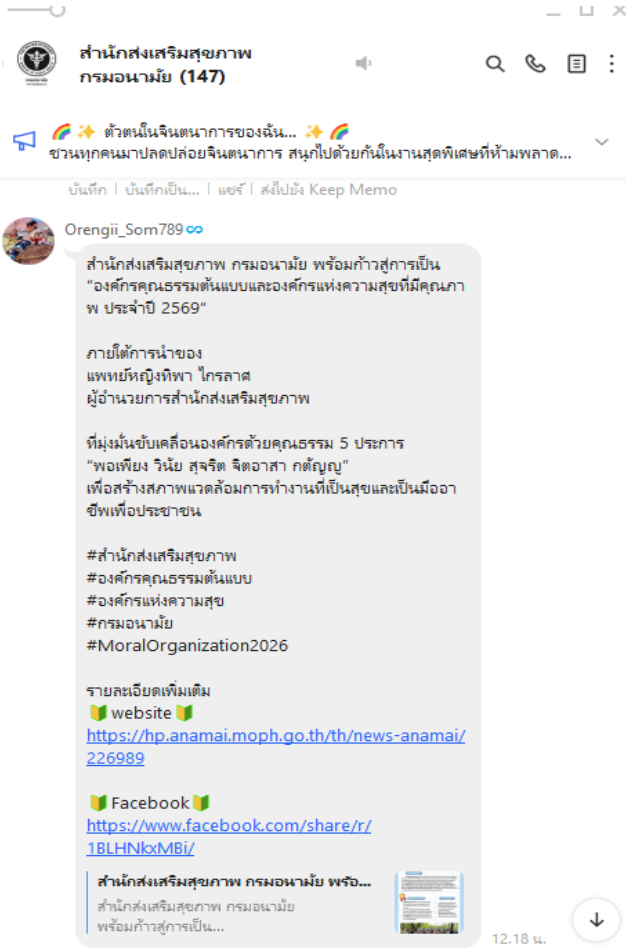 สำนักส่งเสริมสุขภาพ
กรมอนามัย (147)
🌈 ✨ ตัวตนในจินตนาการของฉัน... ✨ 🌈
ชวนทุกคนมาปลดปล่อยจินตนาการ สนุกไปด้วยกันในงานสุดพิเศษที่ห้ามพลาด...
บันทึก | บันทึกเป็น... | แชร์ | ส่งไปยัง Keep Memo
Orengii_Som789
สำนักส่งเสริมสุขภาพ กรมอนามัย พร้อมก้าวสู่การเป็น
“องค์กรคุณธรรมต้นแบบและองค์กรแห่งความสุขที่มีคุณภา
พ ประจำปี 2569”
ภายใต้การนำของ
แพทย์หญิงทิพา ไกรลาศ
ผู้อำนวยการสำนักส่งเสริมสุขภาพ
ที่มุ่งมั่นขับเคลื่อนองค์กรด้วยคุณธรรม 5 ประการ
“พอเพียง วินัย สุจริต จิตอาสา กตัญญู”
เพื่อสร้างสภาพแวดล้อมการทำงานที่เป็นสุขและเป็นมืออา
ชีพเพื่อประชาชน
#สำนักส่งเสริมสุขภาพ
#องค์กรคุณธรรมต้นแบบ
#องค์กรแห่งความสุข
#กรมอนามัย
#MoralOrganization2026
รายละเอียดเพิ่มเติม
🔰 website 🔰
https://hp.anamai.moph.go.th/th/news-anamai/
226989
🔰 Facebook 🔰
https://www.facebook.com/share/r/
1BLHNkxMBi/
สำนักส่งเสริมสุขภาพ กรมอนามัย พร้อ...
สำนักส่งเสริมสุขภาพ กรมอนามัย
พร้อมก้าวสู่การเป็น...
12.18 น.